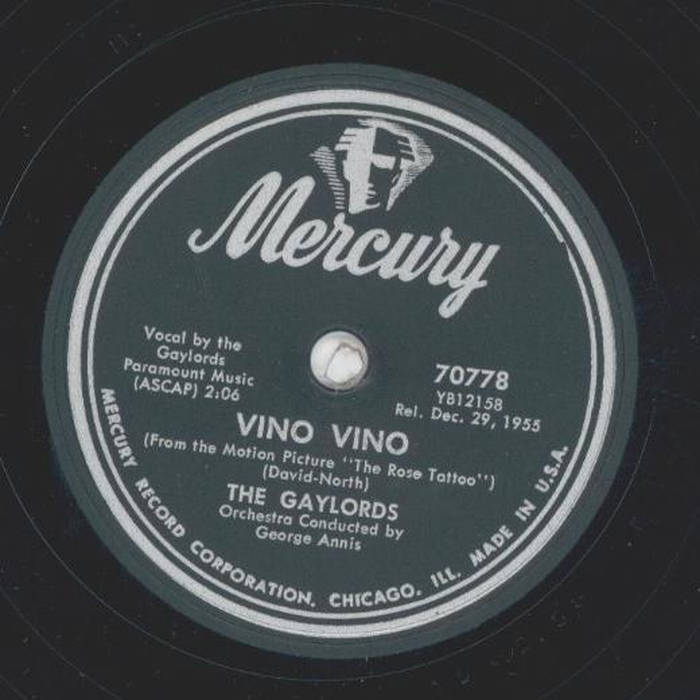 Mercury
Vocal by the
Gaylords
Paramount Music
(ASCAP) 2:06
70778
YB12158
Rel. Dec. 29, 1955
VINO VINO
(From the Motion Picture "The Rose Tattoo")
(David-North)
THE GAYLORDS
Orchestra Conducted by
George Annis
MERCURY RECORD CORPORATION. CHICAGO. ILL. MADE IN U.S.A.